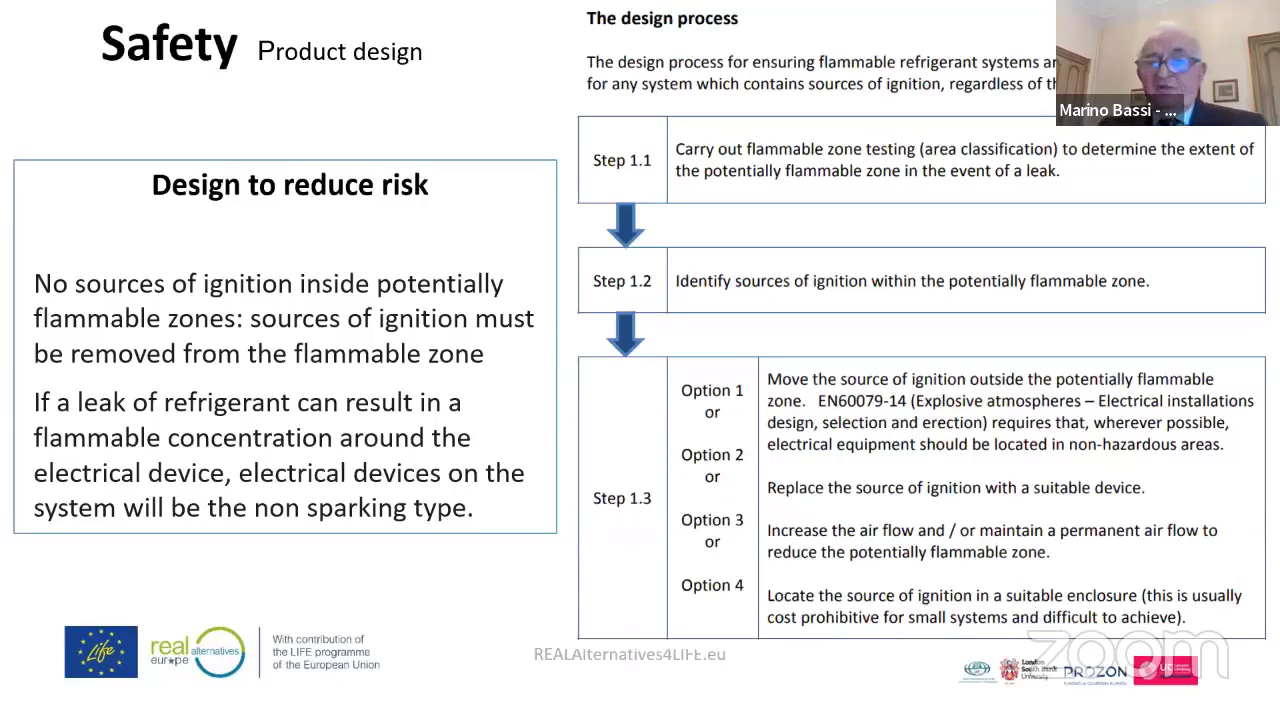 Safety Product design
Design to reduce risk
No sources of ignition inside potentially
flammable zones: sources of ignition must
be removed from the flammable zone
If a leak of refrigerant can result in a
flammable concentration around the
electrical device, electrical devices on the
system will be the non sparking type.
The design process
The design process for ensuring flammable refrigerant systems
for any system which contains sources of ignition, regardless of
Marino Bassi - ...
Step 1.1
Carry out flammable zone testing (area classification) to determine the extent of
the potentially flammable zone in the event of a leak.
Step 1.2
Identify sources of ignition within the potentially flammable zone.
Step 1.3
Option 1
or
Option 2
or
Option 3
or
Option 4
Move the source of ignition outside the potentially flammable
zone. EN60079-14 (Explosive atmospheres – Electrical installations
design, selection and erection) requires that, wherever possible,
electrical equipment should be located in non-hazardous areas.
Replace the source of ignition with a suitable device.
Increase the air flow and / or maintain a permanent air flow to
reduce the potentially flammable zone.
Locate the source of ignition in a suitable enclosure (this is usually
cost prohibitive for small systems and difficult to achieve).
Life
real
alternatives
europe
With contribution of
the LIFE programme
of the European Union
REALAlternatives4LIFE.eu
London
South Bank
University
PROZON
UC
zoom